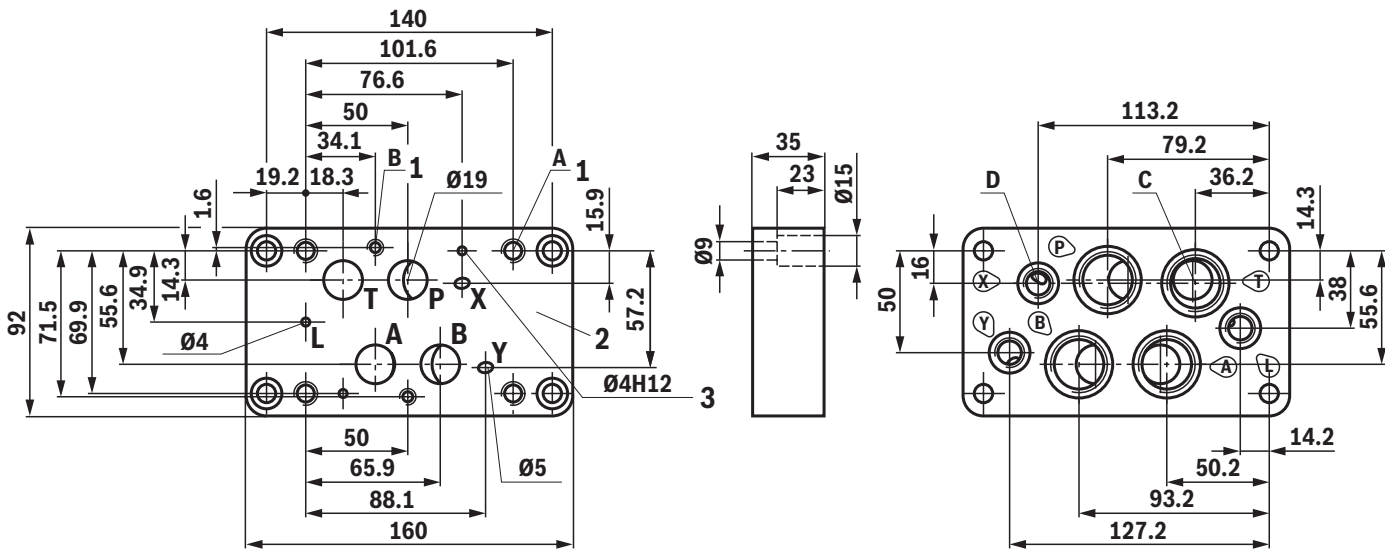 140
101.6
76.6
50
34.1
B 1
A 1
19.2
18.3
Ø19
1.6
15.9
92
71.5
69.9
55.6
34.9
14.3
57.2
T
P
X
L
A
B
Y
2
Ø4
Ø4H12
3
50
Ø5
65.9
88.1
160
35
23
Ø15
Ø9
113.2
79.2
36.2
D
C
14.3
16
50
38
55.6
P
X
T
Y
B
A
L
14.2
50.2
93.2
127.2